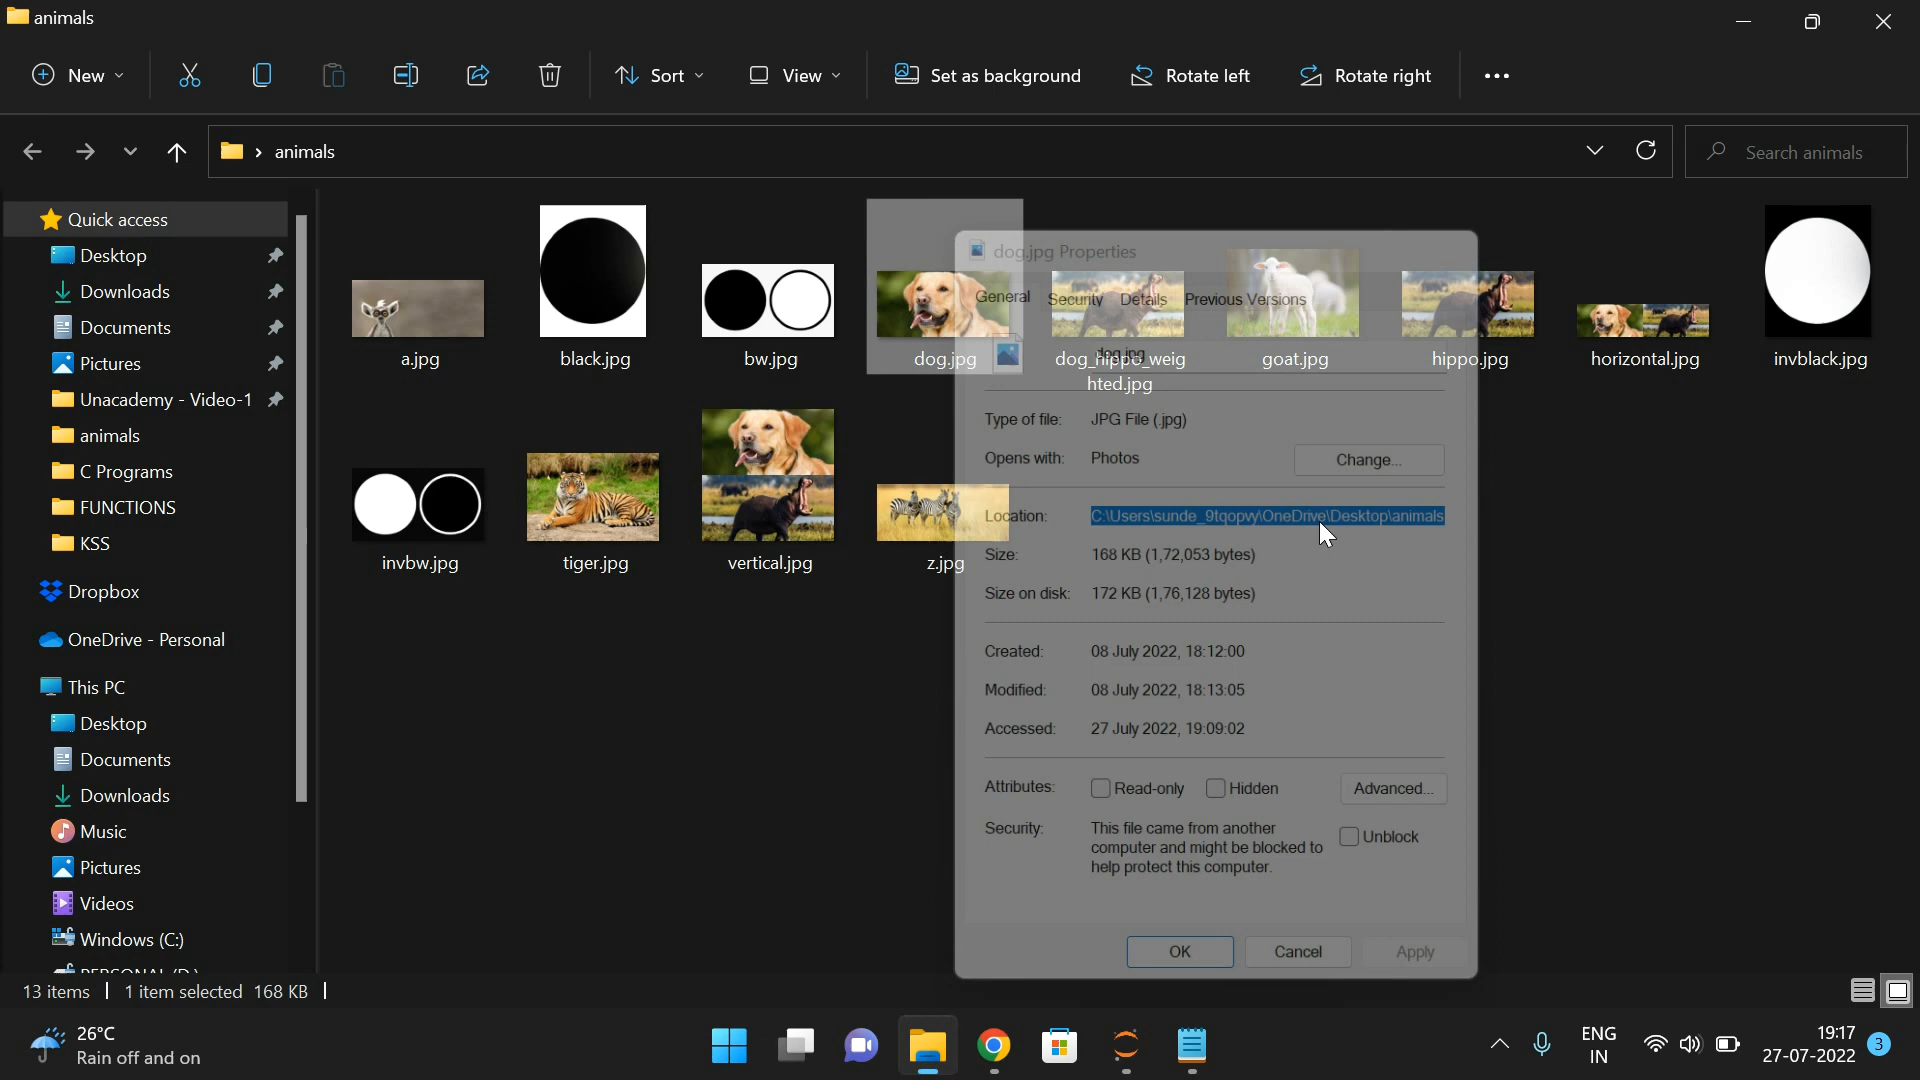 animals
New
Sort
View
Set as background
Rotate left
Rotate right
animals
Search animals
Quick access
Desktop
Downloads
Documents
Pictures
Unacademy - Video-1
animals
C Programs
FUNCTIONS
KSS
Dropbox
OneDrive - Personal
This PC
Desktop
Documents
Downloads
Music
Pictures
Videos
Windows (C:)
PERSONAL (D:)
a.jpg
black.jpg
bw.jpg
dog.jpg
dog_hippo_weig
hted.jpg
goat.jpg
hippo.jpg
horizontal.jpg
invblack.jpg
invbw.jpg
tiger.jpg
vertical.jpg
z.jpg
dog.jpg Properties
General Security Details Previous Versions
dog.jpg
Type of file: JPG File (.jpg)
Opens with: Photos
Change...
Location: C:\Users\sunde_9tqopvy\OneDrive\Desktop\animals
Size: 168 KB (1,72,053 bytes)
Size on disk: 172 KB (1,76,128 bytes)
Created: 08 July 2022, 18:12:00
Modified: 08 July 2022, 18:13:05
Accessed: 27 July 2022, 19:09:02
Attributes: Read-only Hidden Advanced...
Security: This file came from another
computer and might be blocked to
help protect this computer.
Unblock
OK Cancel Apply
13 items 1 item selected 168 KB
26°C
Rain off and on
ENG
IN
19:17
27-07-2022
3